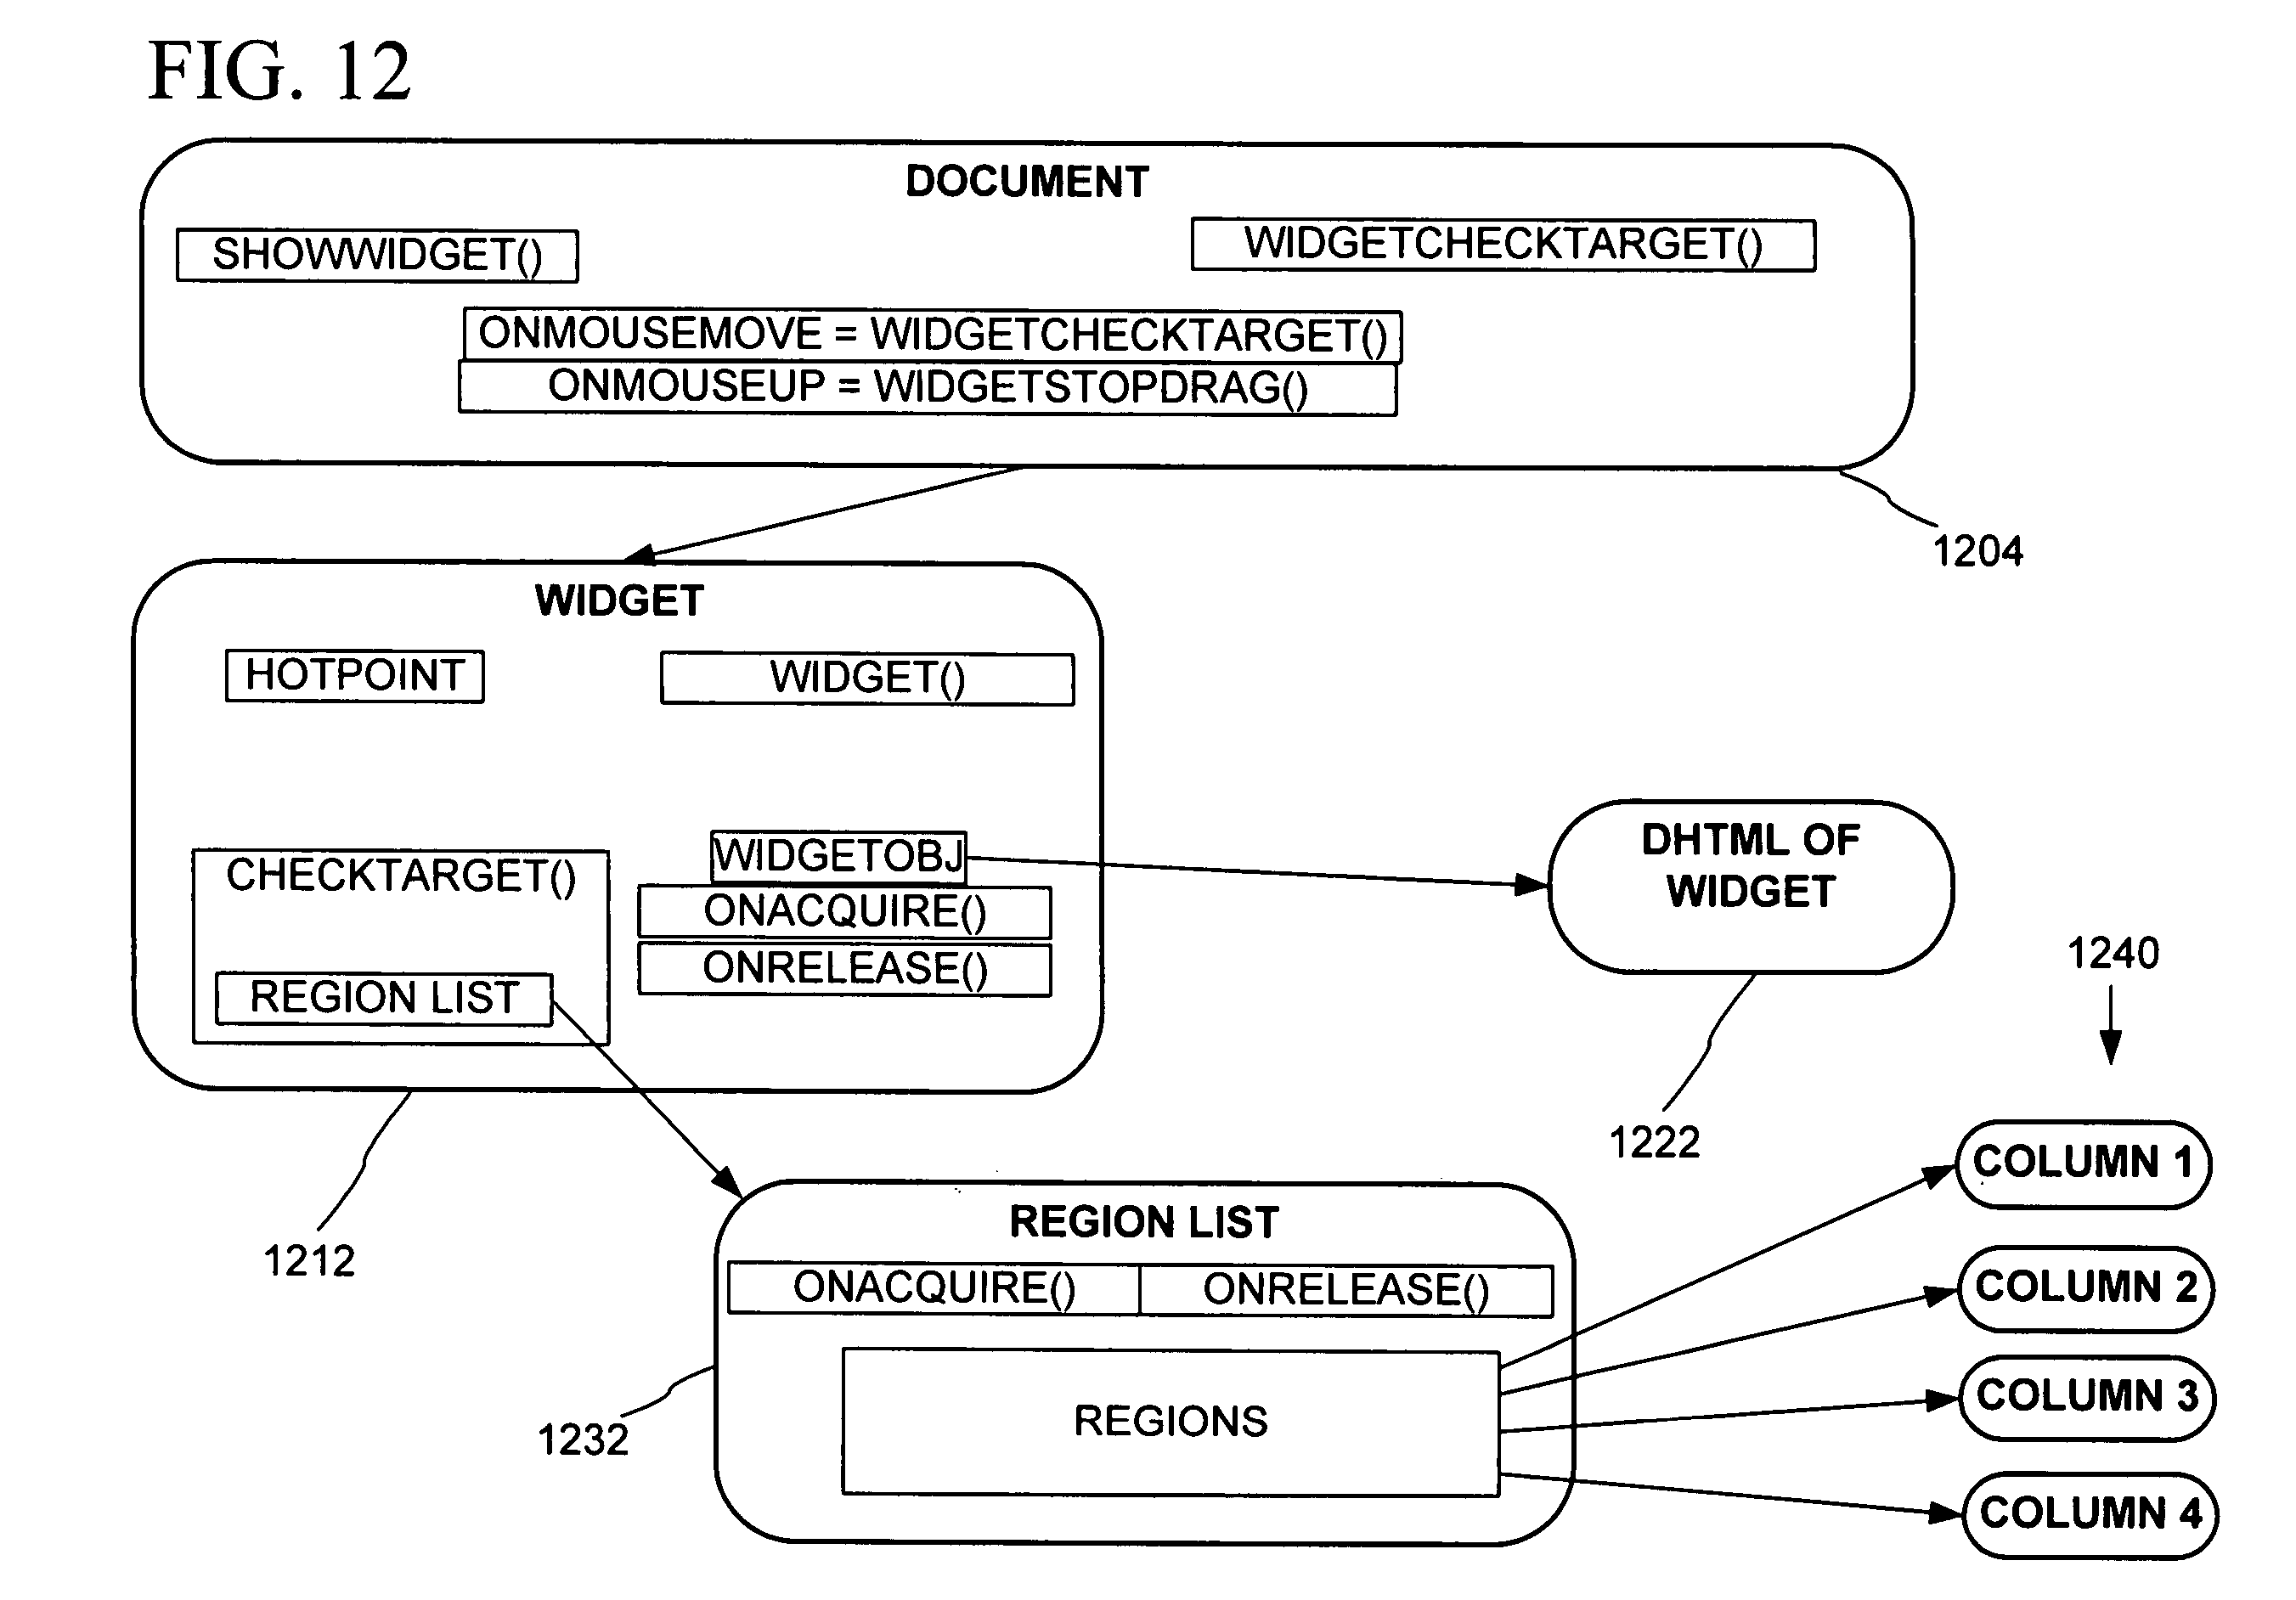 FIG. 12
DOCUMENT
SHOWWIDGET()
WIDGETCHECKTARGET()
ONMOUSEMOVE = WIDGETCHECKTARGET()
ONMOUSEUP = WIDGETSTOPDRAG()
1204
WIDGET
HOTPOINT
WIDGET()
CHECKTARGET()
REGION LIST
WIDGETOBJ
ONACQUIRE()
ONRELEASE()
DHTML OF
WIDGET
1222
1240
1212
REGION LIST
ONACQUIRE()
ONRELEASE()
REGIONS
1232
COLUMN 1
COLUMN 2
COLUMN 3
COLUMN 4